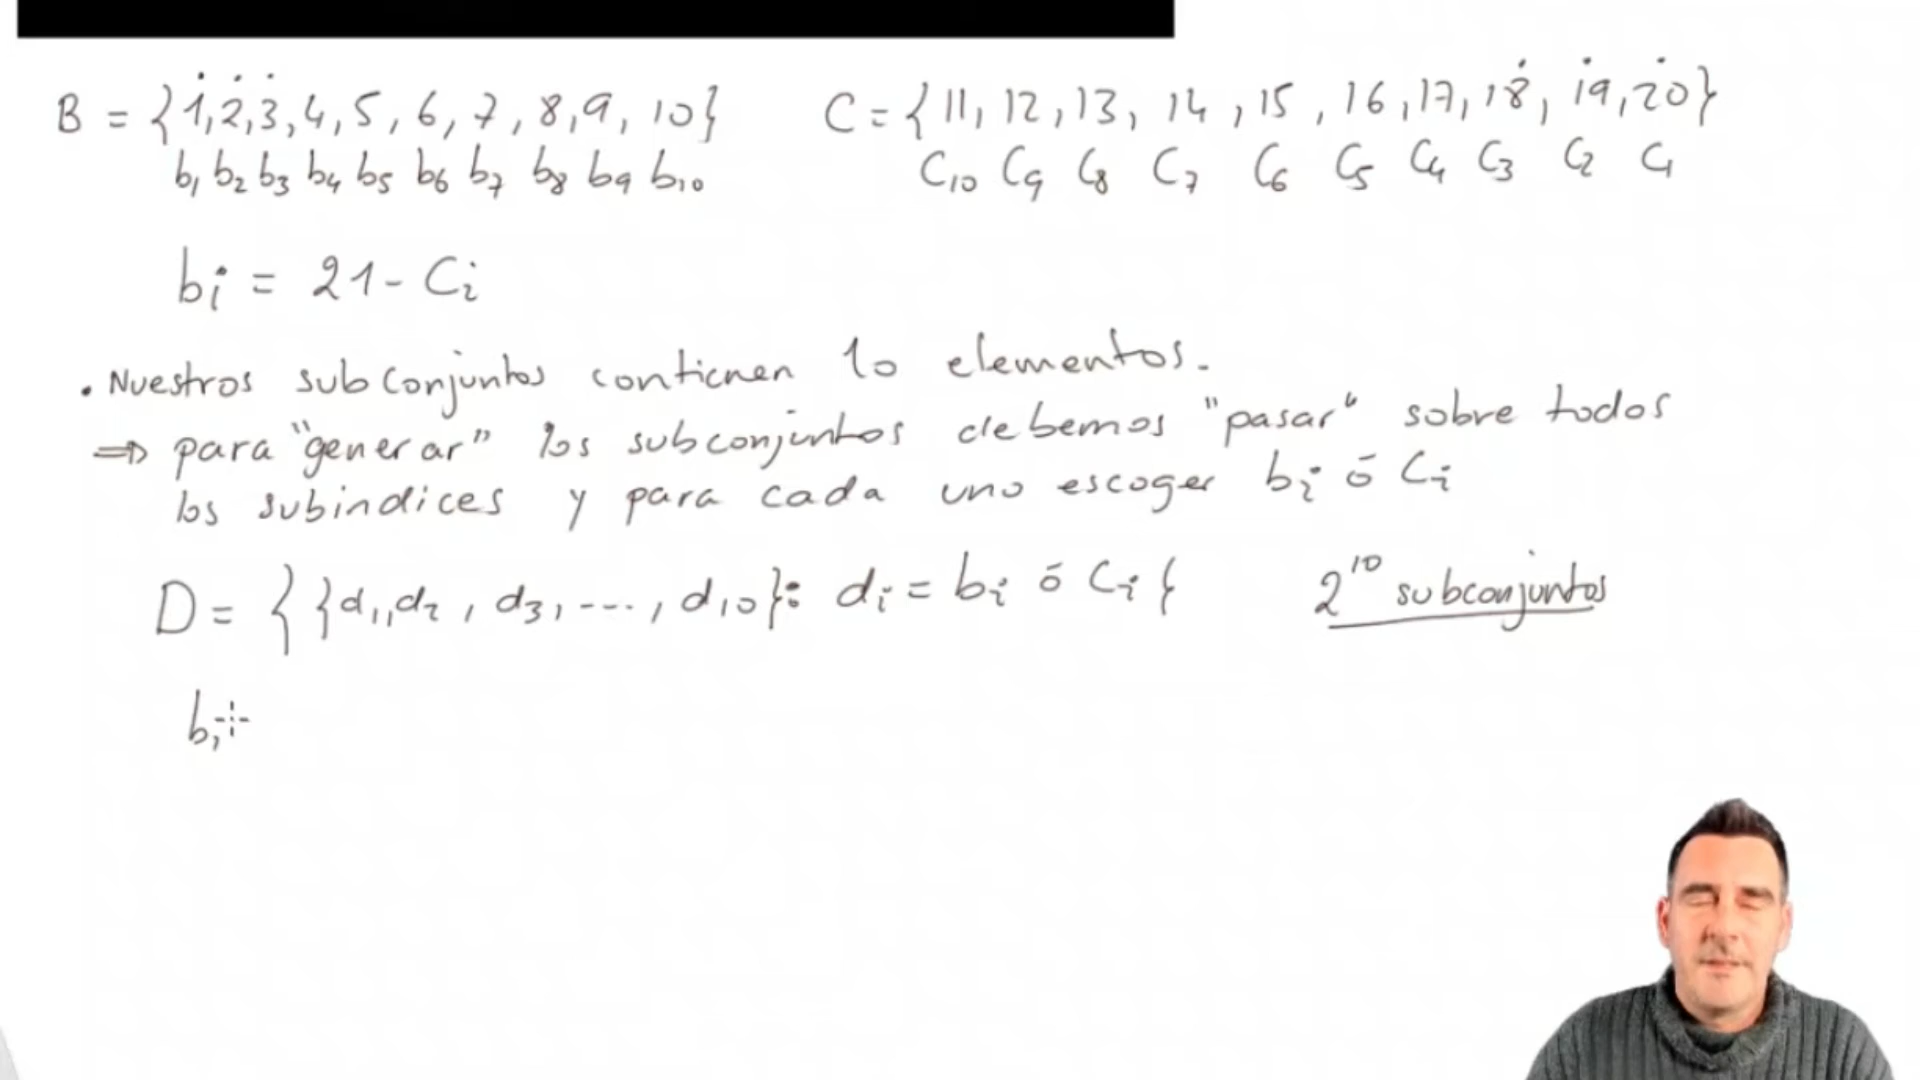 B = {1,2,3,4,5,6,7,8,9,10}
b₁ b₂ b₃ b₄ b₅ b₆ b₇ b₈ b₉ b₁₀
C = {11,12,13,14,15,16,17,18,19,20}
C₁₀ C₉ C₈ C₇ C₆ C₅ C₄ C₃ C₂ C₁
bᵢ = 21 - Cᵢ
• Nuestros subconjuntos contienen 10 elementos.
⇒ para "generar" los subconjuntos debemos "pasar" sobre todos
los subindices y para cada uno escoger bᵢ ó Cᵢ
D = {{d₁,d₂,d₃,---,d₁₀}: dᵢ = bᵢ ó Cᵢ}
2¹⁰ subconjuntos
b₁